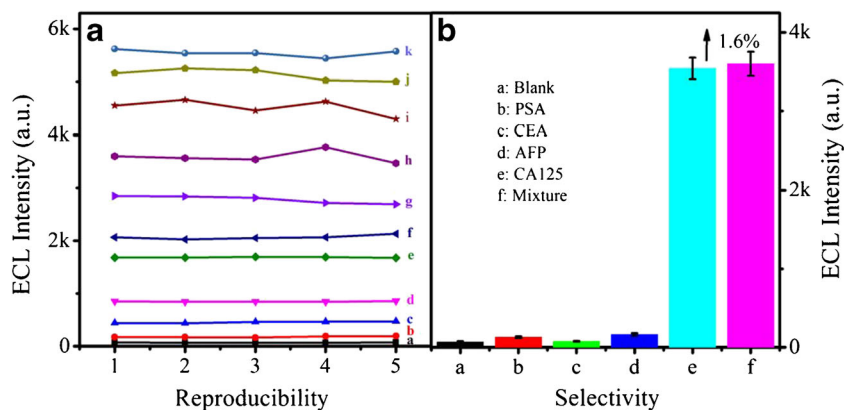 a
6k
4k
2k
0
ECL Intensity (a.u.)
k
j
i
h
g
f
e
d
c
b
a
1 2 3 4 5
Reproducibility
b
1.6%
a: Blank
b: PSA
c: CEA
d: AFP
e: CA125
f: Mixture
4k
2k
0
ECL Intensity (a.u.)
a b c d e f
Selectivity